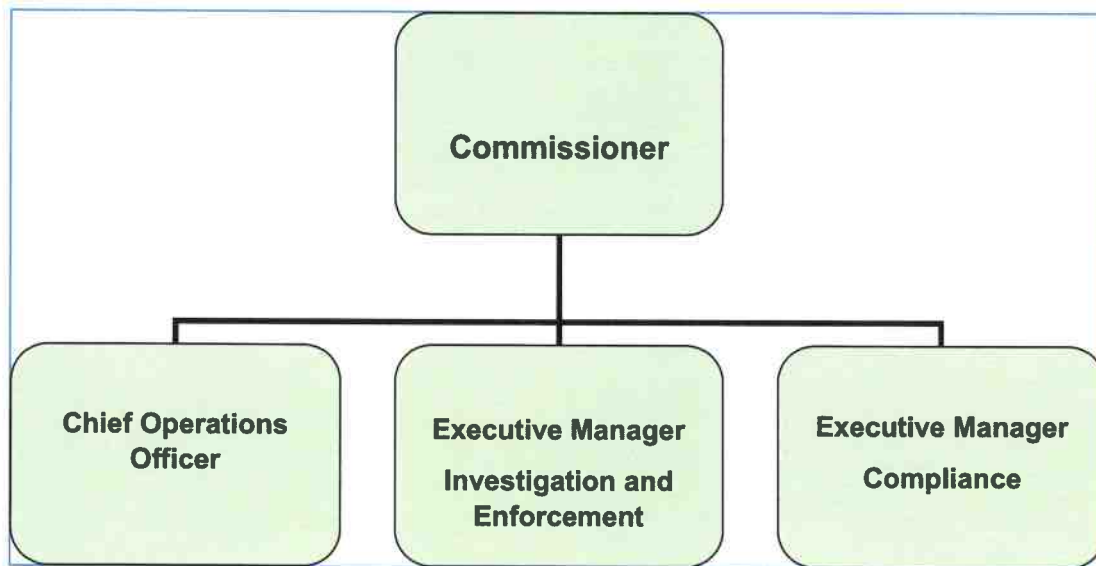 Commissioner
Chief Operations
Officer
Executive Manager
Investigation and
Enforcement
Executive Manager
Compliance